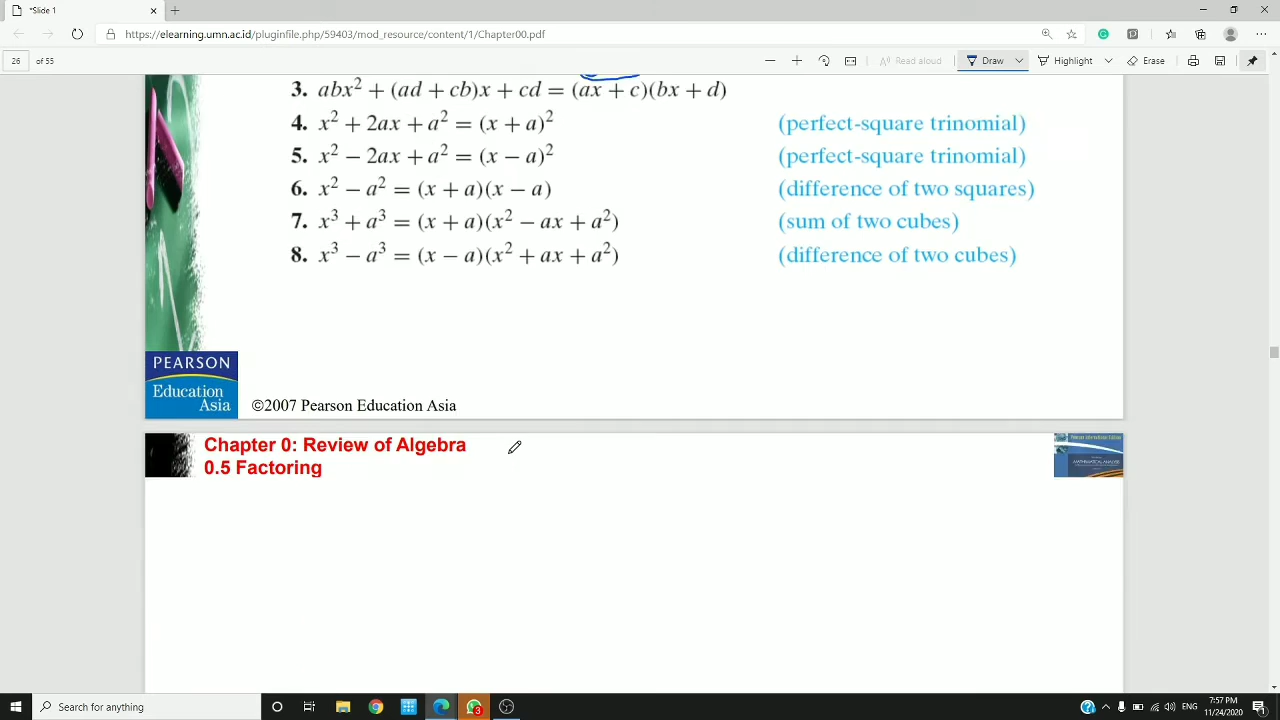 *Slide 1
https://elearning.umn.ac.id/pluginfile.php/59403/mod_resource/content/1/Chapter00.pdf
26 of 55 Read aloud Draw Highlight Erase
3. abx² + (ad + cb)x + cd = (ax + c)(bx + d)
4. x² + 2ax + a² = (x + a)² (perfect-square trinomial)
5. x² − 2ax + a² = (x − a)² (perfect-square trinomial)
6. x² − a² = (x + a)(x − a) (difference of two squares)
7. x³ + a³ = (x + a)(x² − ax + a²) (sum of two cubes)
8. x³ − a³ = (x − a)(x² + ax + a²) (difference of two cubes)
PEARSON
Education
Asia
©2007 Pearson Education Asia
Chapter 0: Review of Algebra
0.5 Factoring
MATHEMATICAL ANALYSIS
Search for anything
3
ENG
7:57 PM
11/24/2020
1